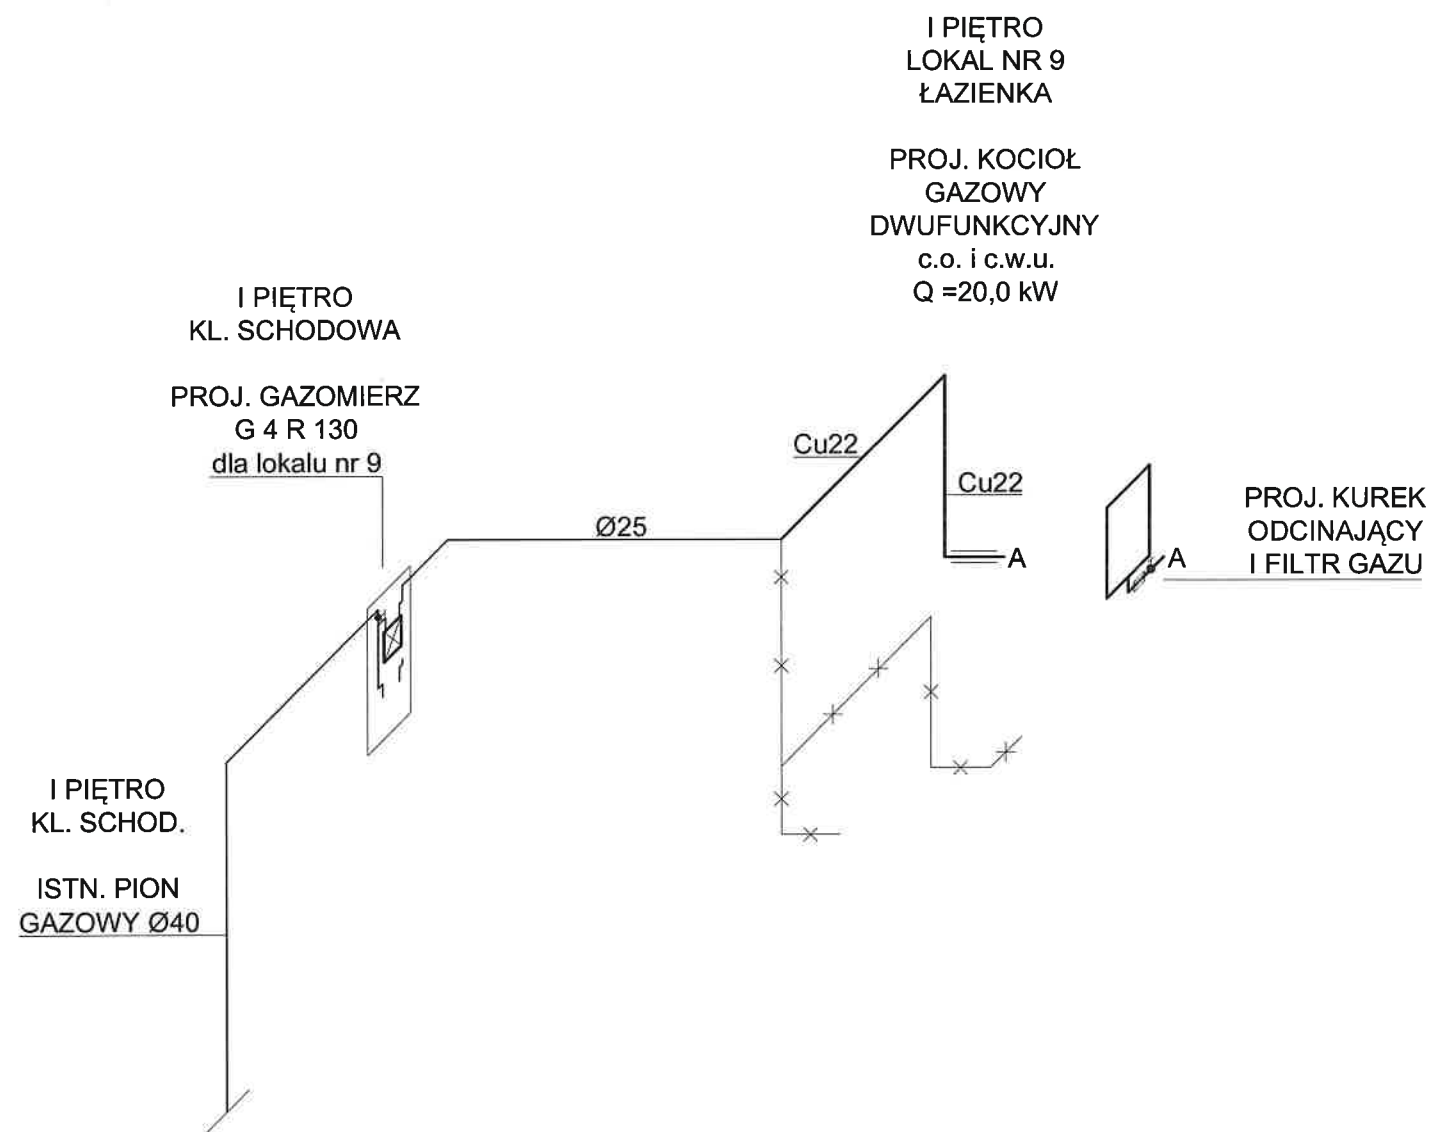 I PIĘTRO
LOKAL NR 9
ŁAZIENKA
PROJ. KOCIOŁ
GAZOWY
DWUFUNKCYJNY
c.o. i c.w.u.
Q =20,0 kW
I PIĘTRO
KL. SCHODOWA
PROJ. GAZOMIERZ
G 4 R 130
dla lokalu nr 9
Cu22
Cu22
Ø25
A
A
PROJ. KUREK
ODCINAJĄCY
I FILTR GAZU
I PIĘTRO
KL. SCHOD.
ISTN. PION
GAZOWY Ø40